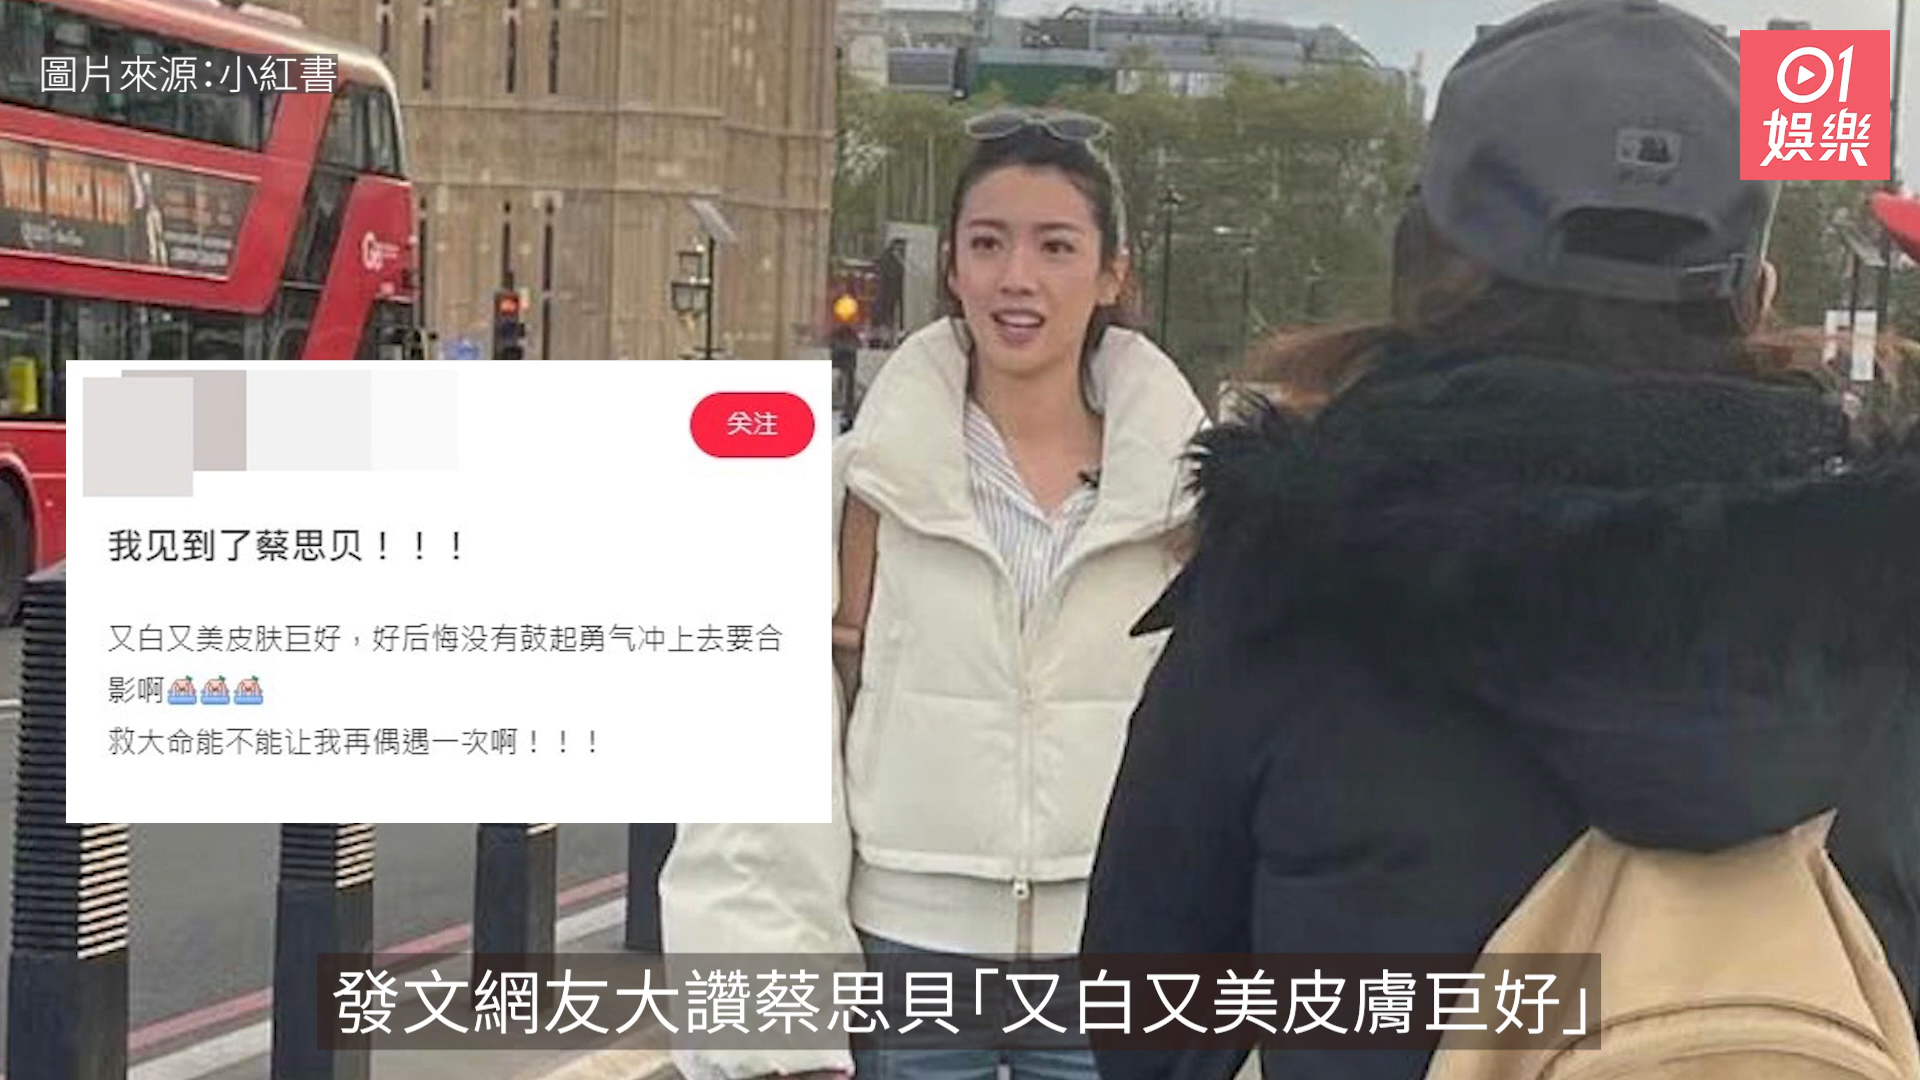 圖片來源：小紅書
01
娛樂
Go
关注
我见到了蔡思贝！！！
又白又美皮肤巨好，好后悔没有鼓起勇气冲上去要合
影啊
救大命能不能让我再偶遇一次啊！！！
發文網友大讚蔡思貝「又白又美皮膚巨好」